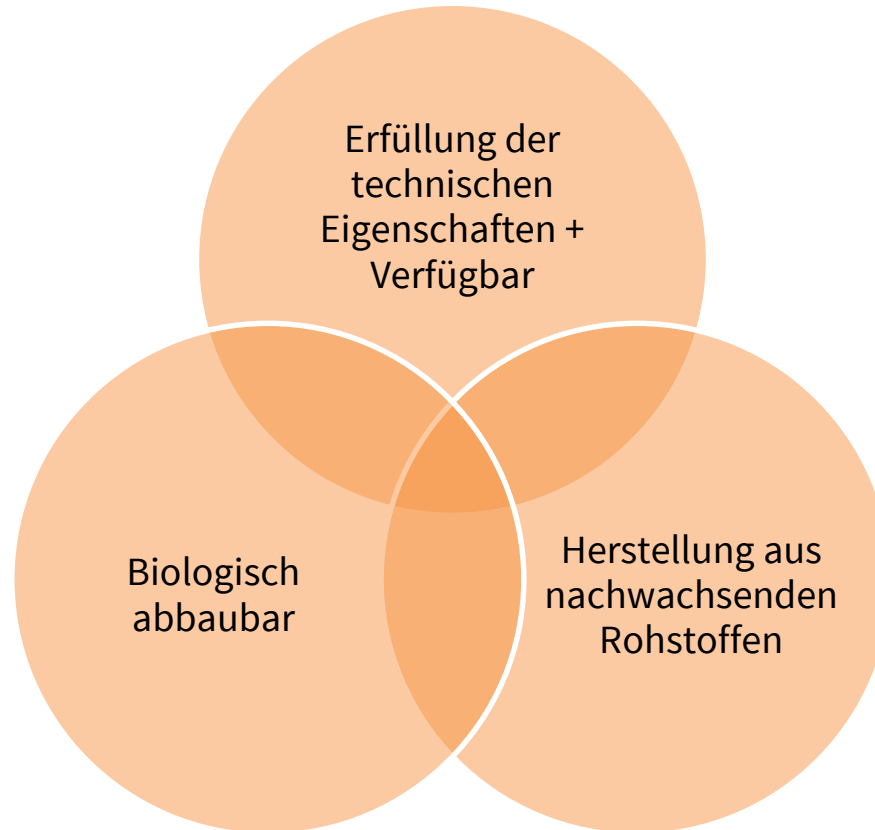 Erfüllung der
technischen
Eigenschaften +
Verfügbar
Biologisch
abbaubar
Herstellung aus
nachwachsenden
Rohstoffen